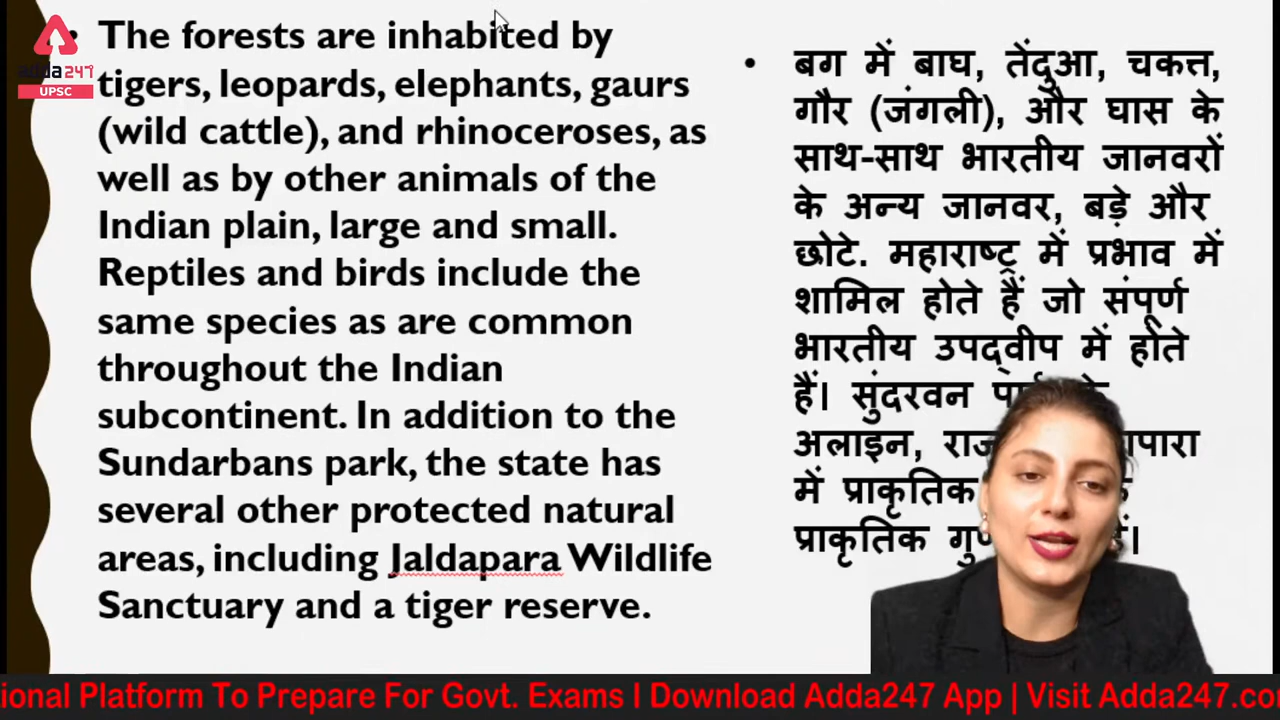 adda247
UPSC
• The forests are inhabited by
tigers, leopards, elephants, gaurs
(wild cattle), and rhinoceroses, as
well as by other animals of the
Indian plain, large and small.
Reptiles and birds include the
same species as are common
throughout the Indian
subcontinent. In addition to the
Sundarbans park, the state has
several other protected natural
areas, including Jaldapara Wildlife
Sanctuary and a tiger reserve.
• बग में बाघ, तेंदुआ, चकत्त,
गौर (जंगली), और घास के
साथ-साथ भारतीय जानवरों
के अन्य जानवर, बड़े और
छोटे. महाराष्ट्र में प्रभाव में
शामिल होते हैं जो संपूर्ण
भारतीय उपद्वीप में होते
हैं। सुंदरवन
अलाइन,
में प्राकृतिक
प्राकृतिक
ional Platform To Prepare For Govt. Exams I Download Adda247 App | Visit Adda247.co